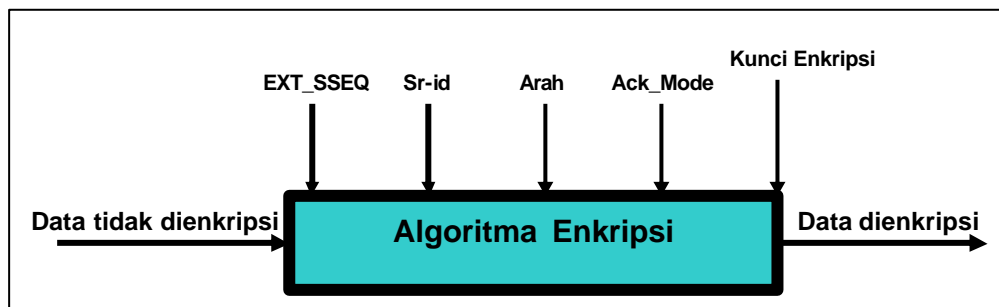 Kunci Enkripsi
EXT_SSEQ Sr-id Arah Ack_Mode
Data tidak dienkripsi
Algoritma Enkripsi
Data dienkripsi